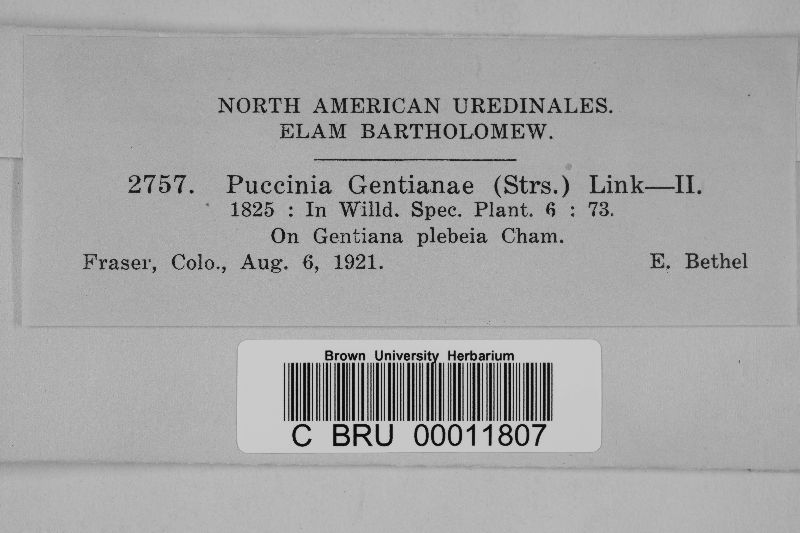 NORTH AMERICAN UREDINALES.
ELAM BARTHOLOMEW.
2757. Puccinia Gentianae (Strs.) Link—II.
1825 : In Willd. Spec. Plant. 6 : 73.
On Gentiana plebeia Cham.
Fraser, Colo., Aug. 6, 1921. E. Bethel
Brown University Herbarium
C BRU 00011807